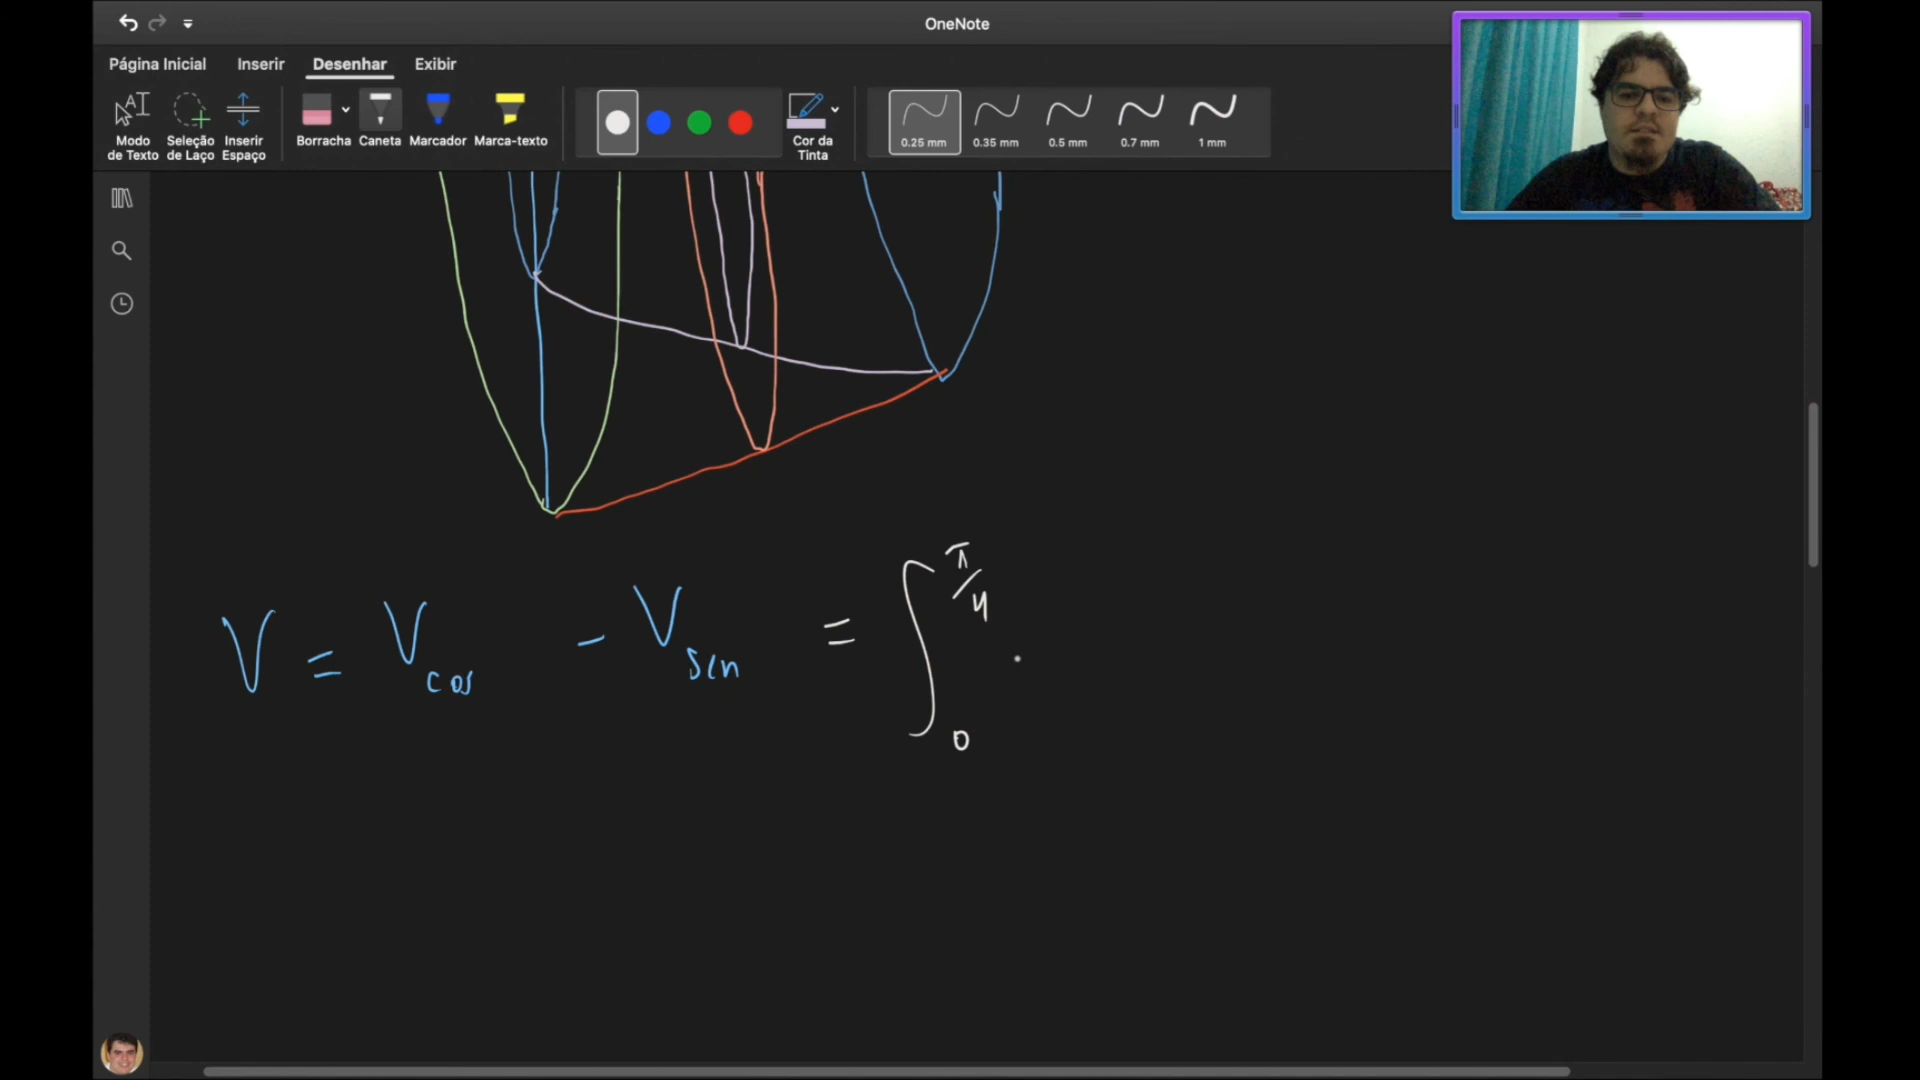 OneNote
Página Inicial Inserir Desenhar Exibir
Modo de Texto
Seleção de Laço
Inserir Espaço
Borracha
Caneta
Marcador
Marca-texto
Cor da Tinta
0.25 mm 0.35 mm 0.5 mm 0.7 mm 1 mm
V = V_cos - V_sen = ∫_0^{π/4}